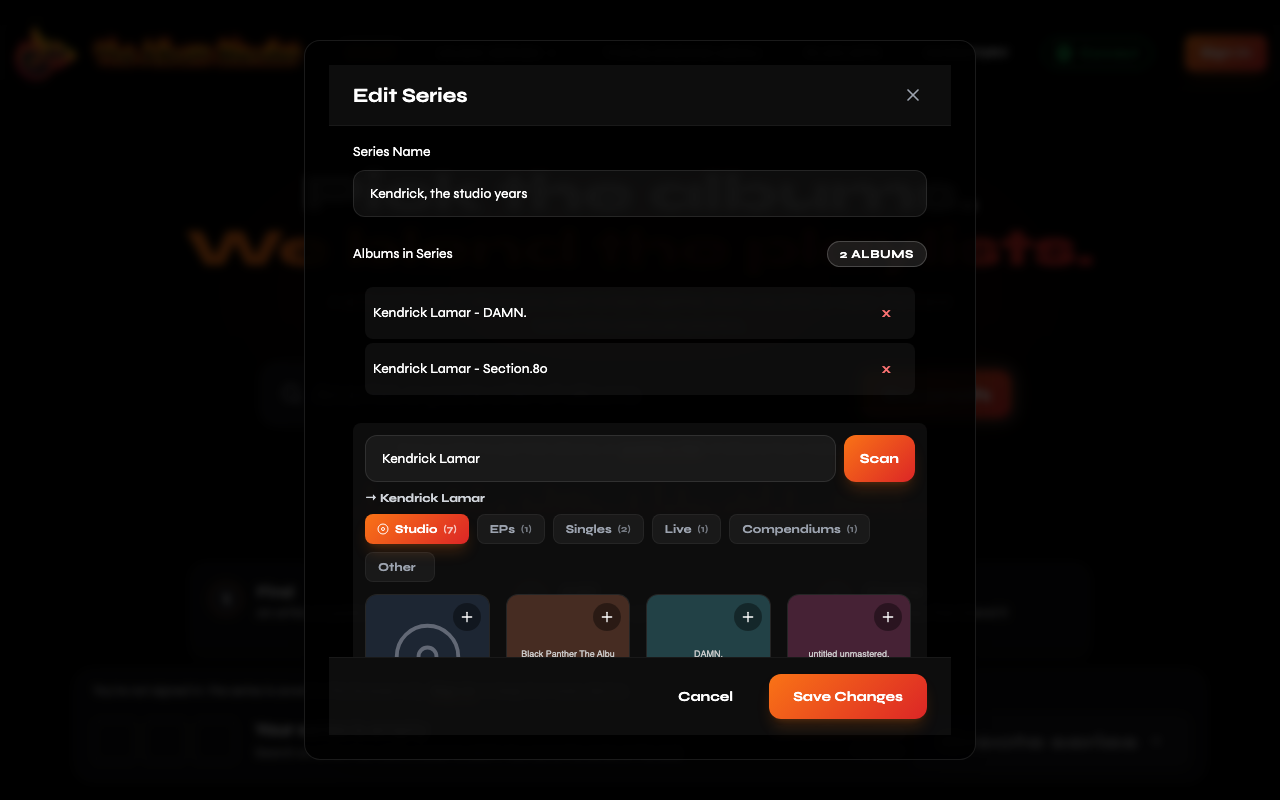 Edit Series
Series Name
Kendrick, the studio years
Albums in Series
2 ALBUMS
Kendrick Lamar - DAMN.
x
Kendrick Lamar - Section.80
x
Kendrick Lamar
Scan
→ Kendrick Lamar
Studio (7)
EPs (1)
Singles (2)
Live (1)
Compendiums (1)
Other
Black Panther The Albu
DAMN.
untitled unmastered.
Cancel
Save Changes